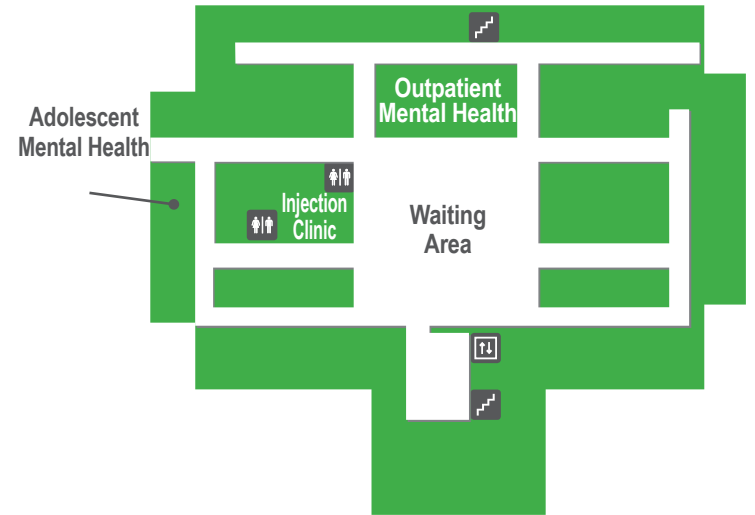 Outpatient
Mental Health
Adolescent
Mental Health
Injection
Clinic
Waiting
Area